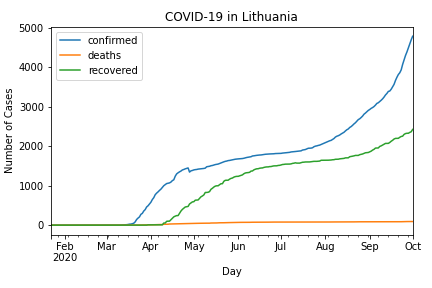 COVID-19 in Lithuania
confirmed
deaths
recovered
Number of Cases
5000
4000
3000
2000
1000
0
Feb Mar Apr May Jun Jul Aug Sep Oct
2020
Day